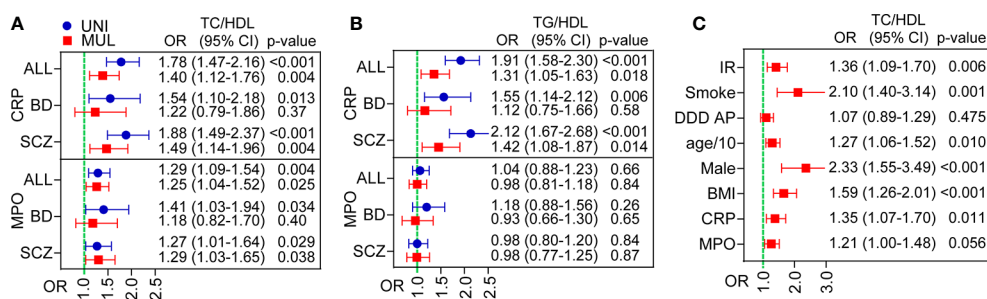 A
UNI
MUL
TC/HDL
OR (95% CI) p-value
CRP
ALL
1.78 (1.47-2.16) <0.001
1.40 (1.12-1.76) 0.004
BD
1.54 (1.10-2.18) 0.013
1.22 (0.79-1.86) 0.37
SCZ
1.88 (1.49-2.37) <0.001
1.49 (1.14-1.96) 0.004
MPO
ALL
1.29 (1.09-1.54) 0.004
1.25 (1.04-1.52) 0.025
BD
1.41 (1.03-1.94) 0.034
1.18 (0.82-1.70) 0.40
SCZ
1.27 (1.01-1.64) 0.029
1.29 (1.03-1.65) 0.038
OR 1.0 1.5 2.0 2.5
B
TG/HDL
OR (95% CI) p-value
CRP
ALL
1.91 (1.58-2.30) <0.001
1.31 (1.05-1.63) 0.018
BD
1.55 (1.14-2.12) 0.006
1.12 (0.75-1.66) 0.58
SCZ
2.12 (1.67-2.68) <0.001
1.42 (1.08-1.87) 0.014
MPO
ALL
1.04 (0.88-1.23) 0.66
0.98 (0.81-1.18) 0.84
BD
1.18 (0.88-1.56) 0.26
0.93 (0.66-1.30) 0.65
SCZ
0.98 (0.80-1.20) 0.84
0.98 (0.77-1.25) 0.87
OR 1.0 1.5 2.0 2.5
C
TC/HDL
OR (95% CI) p-value
IR 1.36 (1.09-1.70) 0.006
Smoke 2.10 (1.40-3.14) 0.001
DDD AP 1.07 (0.89-1.29) 0.475
age/10 1.27 (1.06-1.52) 0.010
Male 2.33 (1.55-3.49) <0.001
BMI 1.59 (1.26-2.01) <0.001
CRP 1.35 (1.07-1.70) 0.011
MPO 1.21 (1.00-1.48) 0.056
OR 1.0 2.0 3.0